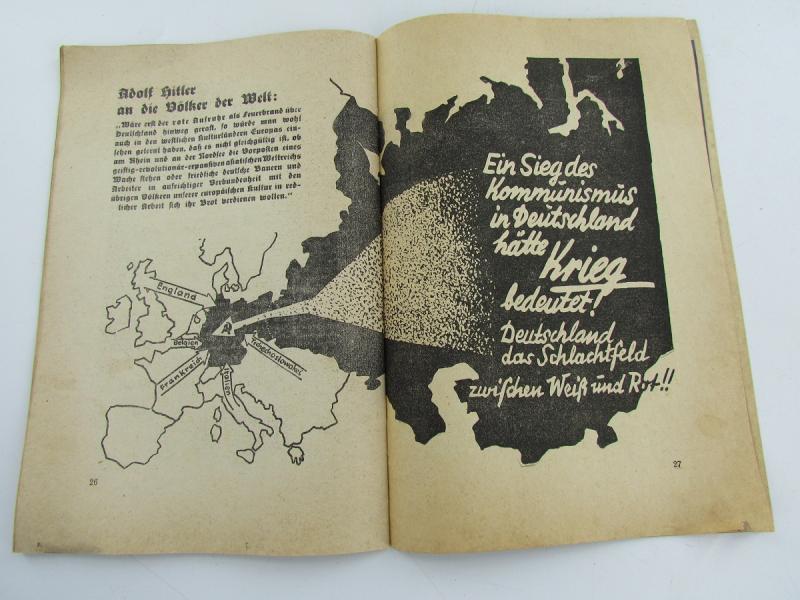 Adolf Hitler
an die Völker der Welt:
„Wäre erst der rote Aufruhr als Feuerbrand über
Deutschland hinweg gerast, so würde man wohl
auch in den westlichen Kulturländern Europas ein-
sehen gelernt haben, daß es nicht gleichgültig ist, ob
am Rhein und an der Nordsee die Vorposten eines
geistig-revolutionär-expansiven asiatischen Weltreichs
Wache stehen oder friedliche deutsche Bauern und
Arbeiter in aufrichtiger Verbundenheit mit den
übrigen Völkern unserer europäischen Kultur in red-
licher Arbeit sich ihr Brot verdienen wollen."
England
Belgien
Frankreich
Italien
Tschechoslowakei
26
Ein Sieg des
Kommunismus
in Deutschland
hätte Krieg
bedeutet!
Deutschland
das Schlachtfeld
zwischen Weiß und Rot!!
27